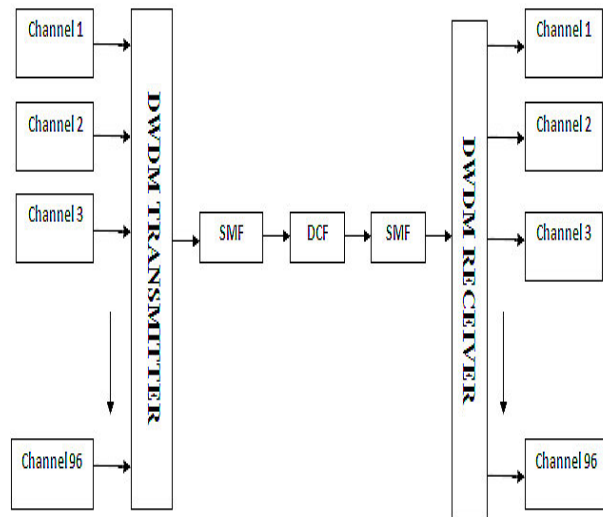 Channel 1
Channel 2
Channel 3
Channel 96
DWDM TRANSMITTER
SMF
DCF
SMF
DWDM RECEIVER
Channel 1
Channel 2
Channel 3
Channel 96